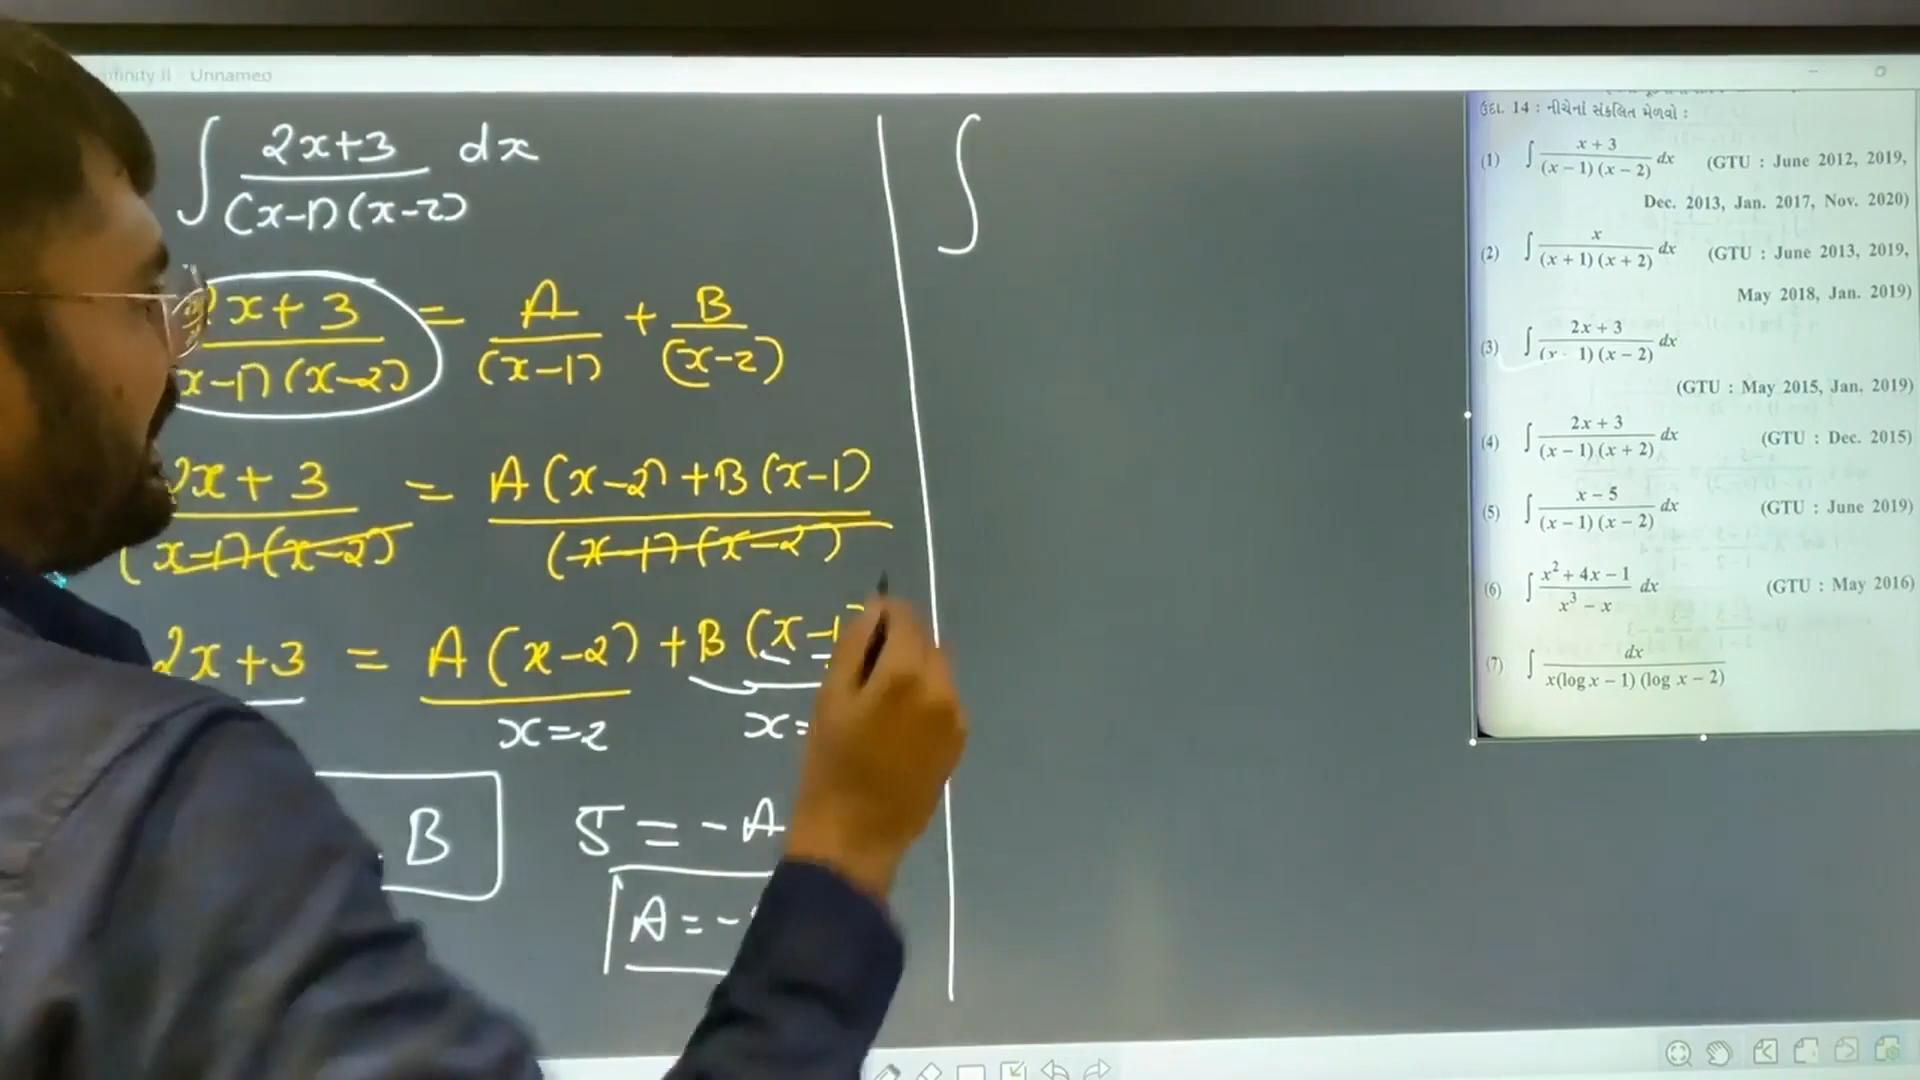 finity II Unnamed
∫ 2x+3 / (x-1)(x-2) dx
2x+3 / (x-1)(x-2) = A / (x-1) + B / (x-2)
2x+3 / (x-1)(x-2) = A(x-2)+B(x-1) / (x-1)(x-2)
2x+3 = A(x-2) + B(x-1
x=2 x=
B
5 = -A
A=-
∫
ઉદા. 14 : નીચેનાં સંકલિત મેળવો :
(1) ∫ x + 3 / (x − 1) (x − 2) dx (GTU : June 2012, 2019,
Dec. 2013, Jan. 2017, Nov. 2020)
(2) ∫ x / (x + 1) (x + 2) dx (GTU : June 2013, 2019,
May 2018, Jan. 2019)
(3) ∫ 2x + 3 / (x - 1) (x − 2) dx
(GTU : May 2015, Jan. 2019)
(4) ∫ 2x + 3 / (x − 1) (x + 2) dx (GTU : Dec. 2015)
(5) ∫ x − 5 / (x − 1) (x − 2) dx (GTU : June 2019)
(6) ∫ x² + 4x − 1 / x³ − x dx (GTU : May 2016)
(7) ∫ dx / x(log x − 1) (log x − 2)